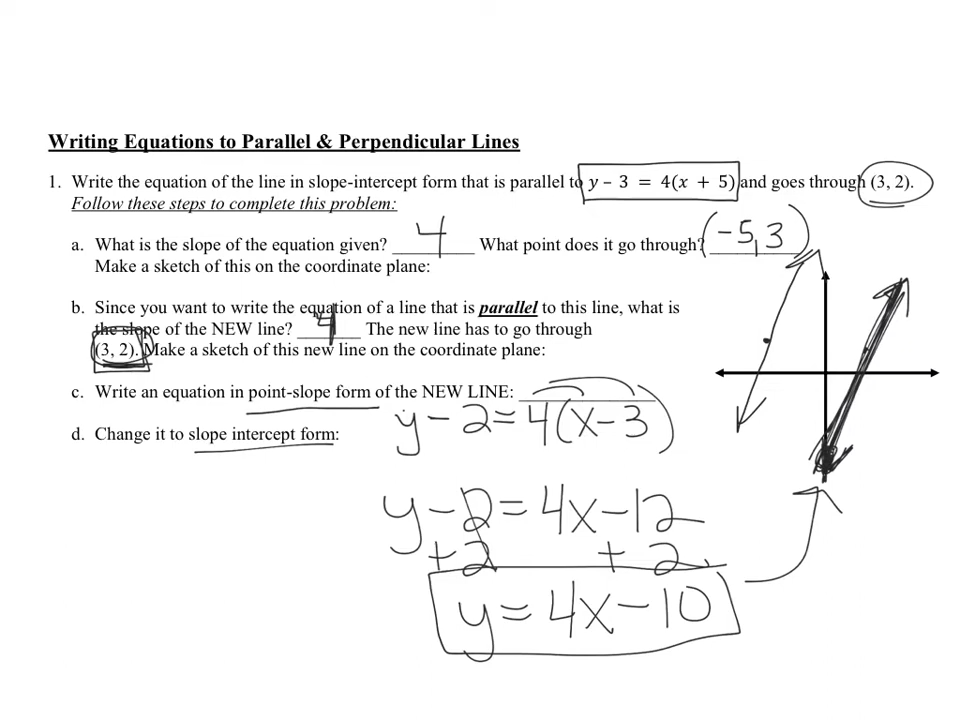 Writing Equations to Parallel & Perpendicular Lines
1. Write the equation of the line in slope-intercept form that is parallel to y – 3 = 4(x + 5) and goes through (3, 2).
Follow these steps to complete this problem:
a. What is the slope of the equation given? 4 What point does it go through? (-5, 3)
Make a sketch of this on the coordinate plane:
b. Since you want to write the equation of a line that is parallel to this line, what is
the slope of the NEW line? 4 The new line has to go through
(3, 2). Make a sketch of this new line on the coordinate plane:
c. Write an equation in point-slope form of the NEW LINE:
y - 2 = 4(x - 3)
d. Change it to slope intercept form:
y - 2 = 4x - 12
+2 + 2
y = 4x - 10